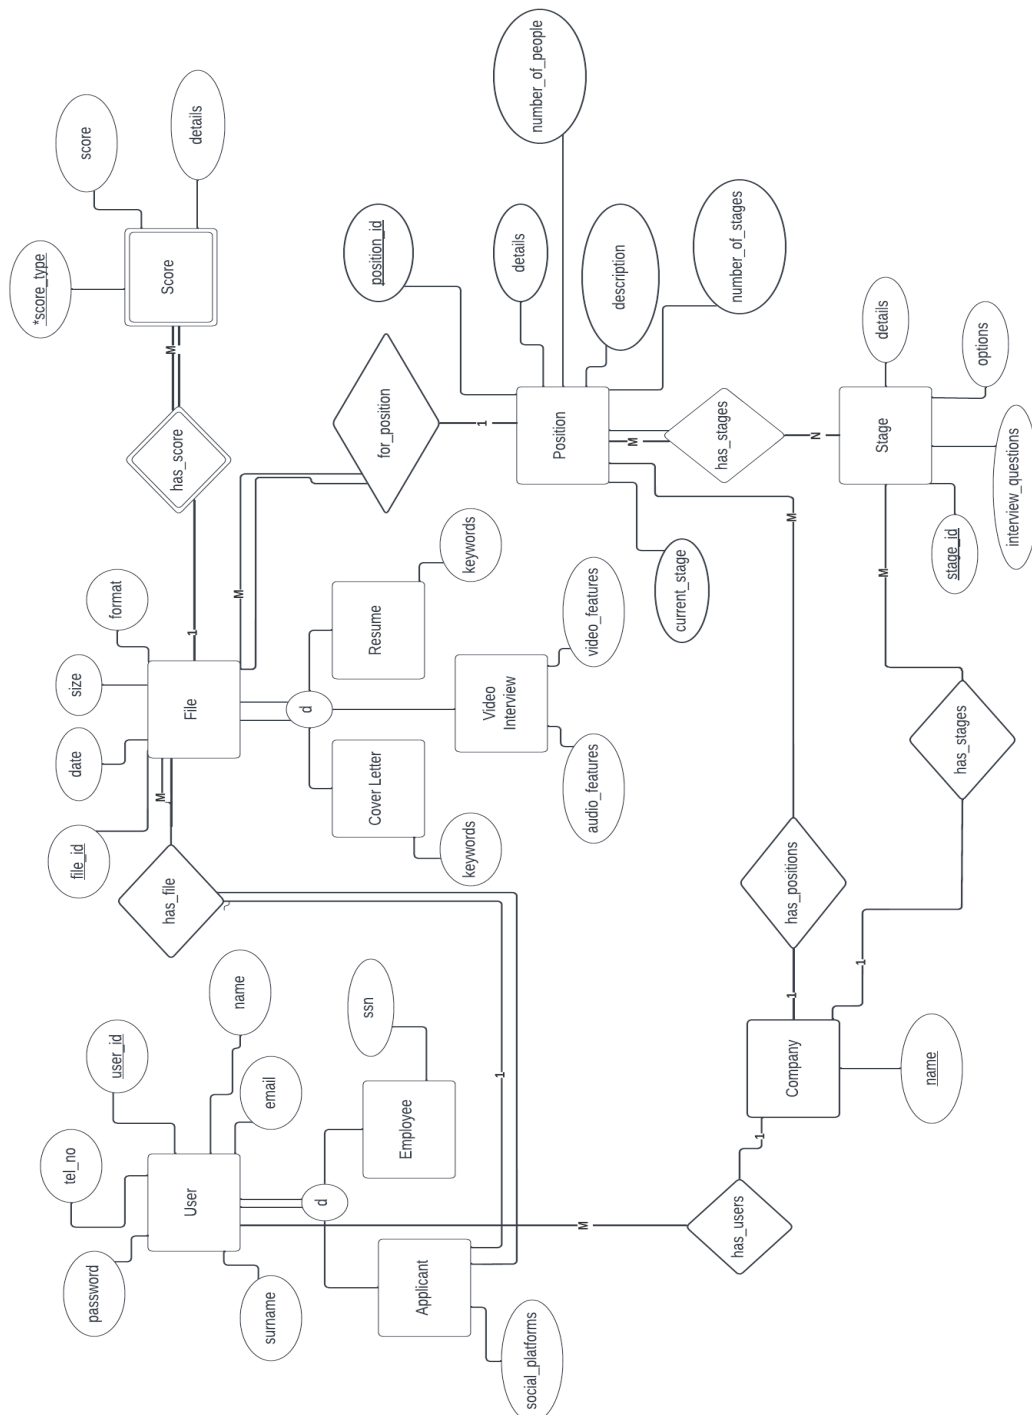 password
tel_no
user_id
file_id
date
size
format
*score_type
score
details
User
name
has_file
M
File
1
has_score
M
Score
surname
email
d
d
M
Applicant
Employee
ssn
Cover Letter
Resume
for_position
position_id
social_platforms
1
keywords
Video
Interview
keywords
1
details
number_of_people
M
audio_features
video_features
Position
description
M
current_stage
has_stages
number_of_stages
has_users
1
Company
1
has_positions
M
N
1
name
has_stages
M
Stage
details
stage_id
interview_questions
options